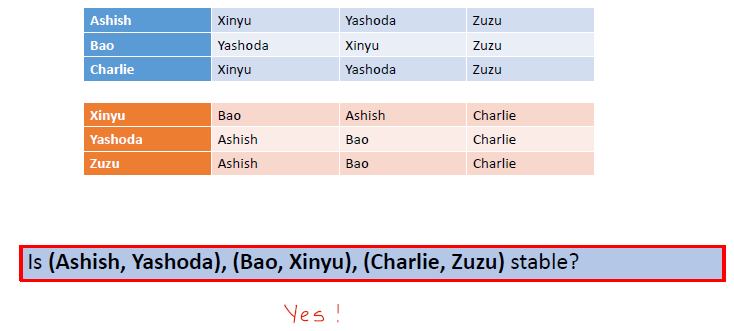 Ashish Xinyu Yashoda Zuzu
Bao Yashoda Xinyu Zuzu
Charlie Xinyu Yashoda Zuzu
Xinyu Bao Ashish Charlie
Yashoda Ashish Bao Charlie
Zuzu Ashish Bao Charlie
Is (Ashish, Yashoda), (Bao, Xinyu), (Charlie, Zuzu) stable?
Yes !